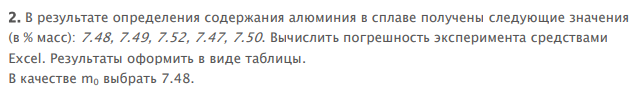 2. В результате определения содержания алюминия в сплаве получены следующие значения
(в % масс): 7.48, 7.49, 7.52, 7.47, 7.50. Вычислить погрешность эксперимента средствами
Excel. Результаты оформить в виде таблицы.
В качестве m₀ выбрать 7.48.